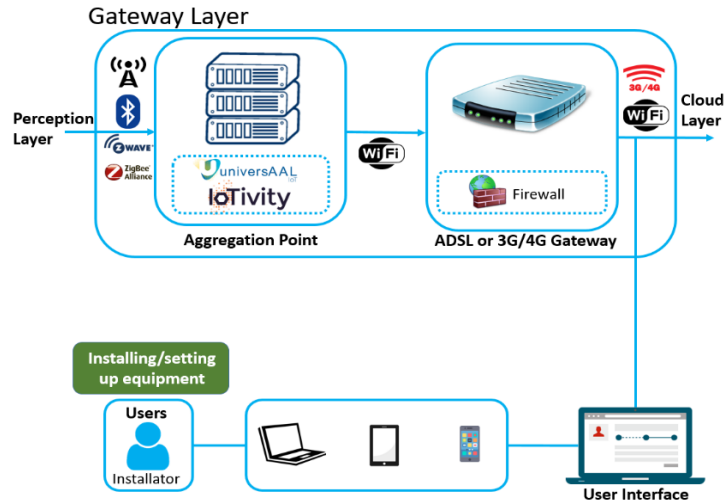 Gateway Layer
3G/4G
Perception
Layer
Cloud
Layer
WiFi
WiFi
Z WAVE
ZigBee
Alliance
universAAL
IoT
IoTivity
Firewall
Aggregation Point
ADSL or 3G/4G Gateway
Installing/setting
up equipment
Users
Installator
User Interface